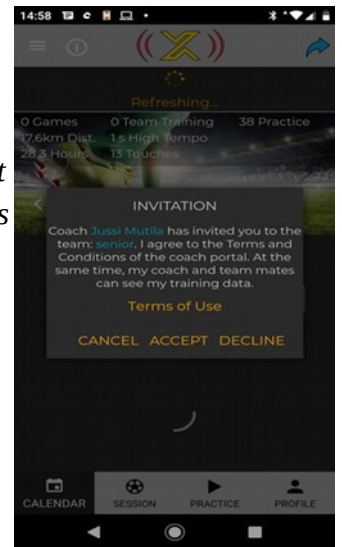 14:58
((X))
Refreshing...
0 Games 0 Team Training 38 Practice
17.6km Dist. 1 s High Tempo
28.3 Hours 13 Touches
t
s
INVITATION
Coach Jussi Mutila has invited you to the
team: senior. I agree to the Terms and
Conditions of the coach portal. At the
same time, my coach and team mates
can see my training data.
Terms of Use
CANCEL ACCEPT DECLINE
CALENDAR SESSION PRACTICE PROFILE